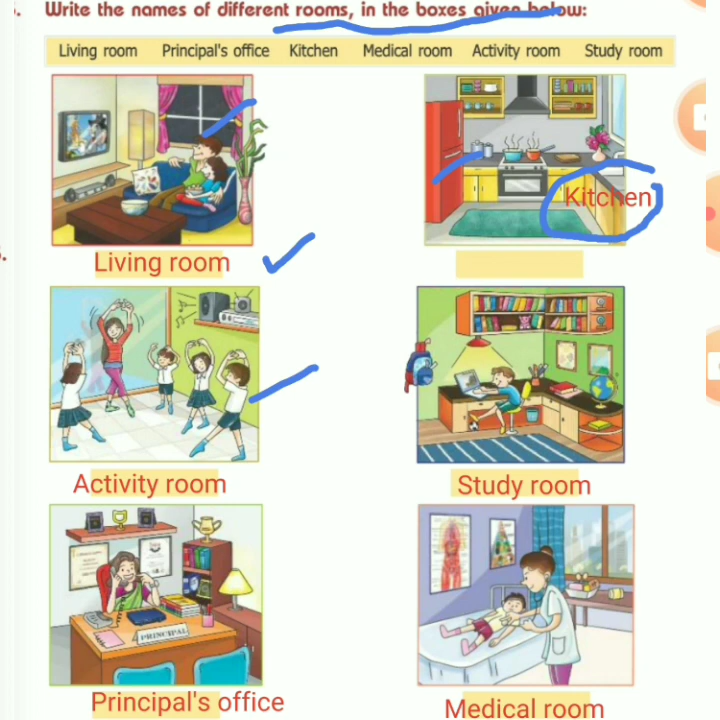 Write the names of different rooms, in the boxes given below:
Living room Principal's office Kitchen Medical room Activity room Study room
Kitchen
Living room
Activity room
Study room
PRINCIPAL
Principal's office
Medical room